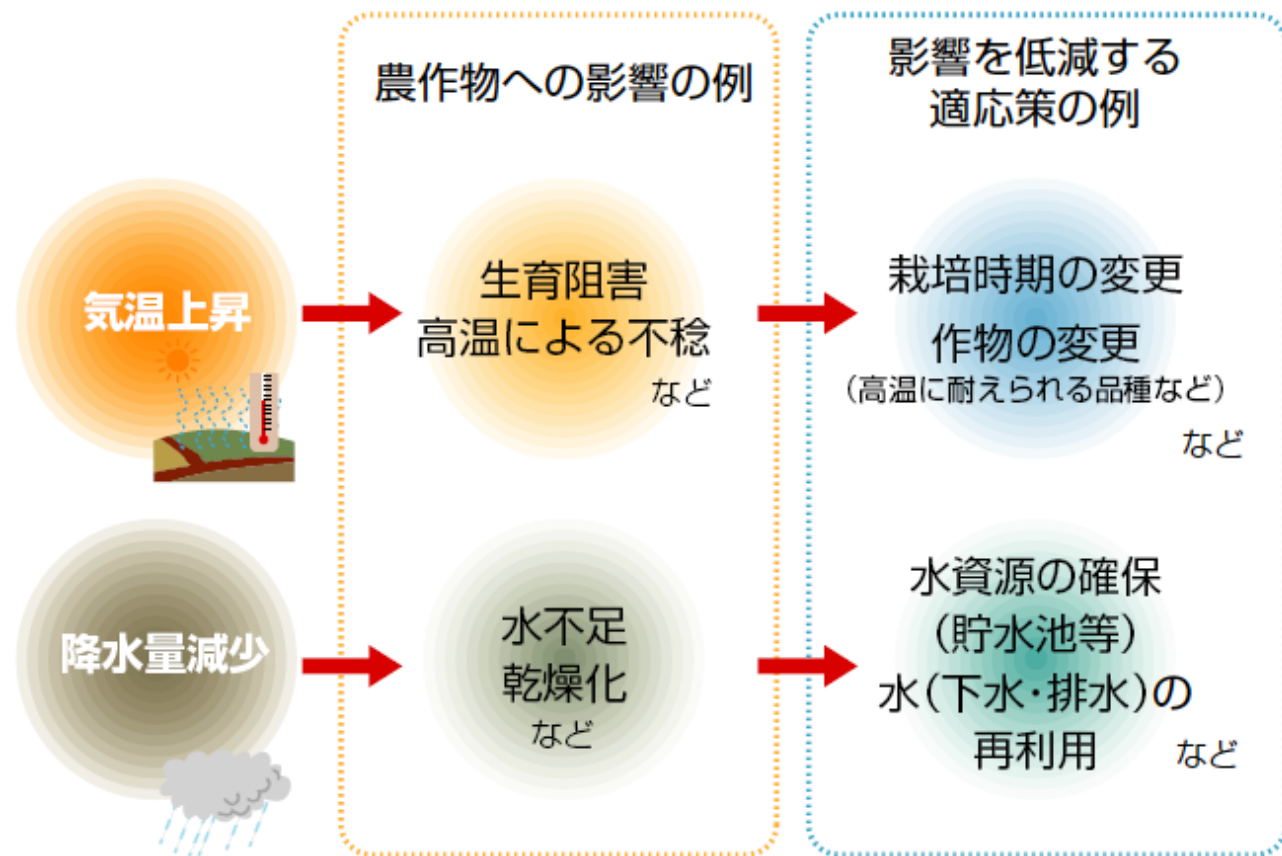 農作物への影響の例
影響を低減する
適応策の例
気温上昇
生育阻害
高温による不稔
など
栽培時期の変更
作物の変更
（高温に耐えられる品種など）
など
降水量減少
水不足
乾燥化
など
水資源の確保
（貯水池等）
水（下水・排水）の
再利用
など